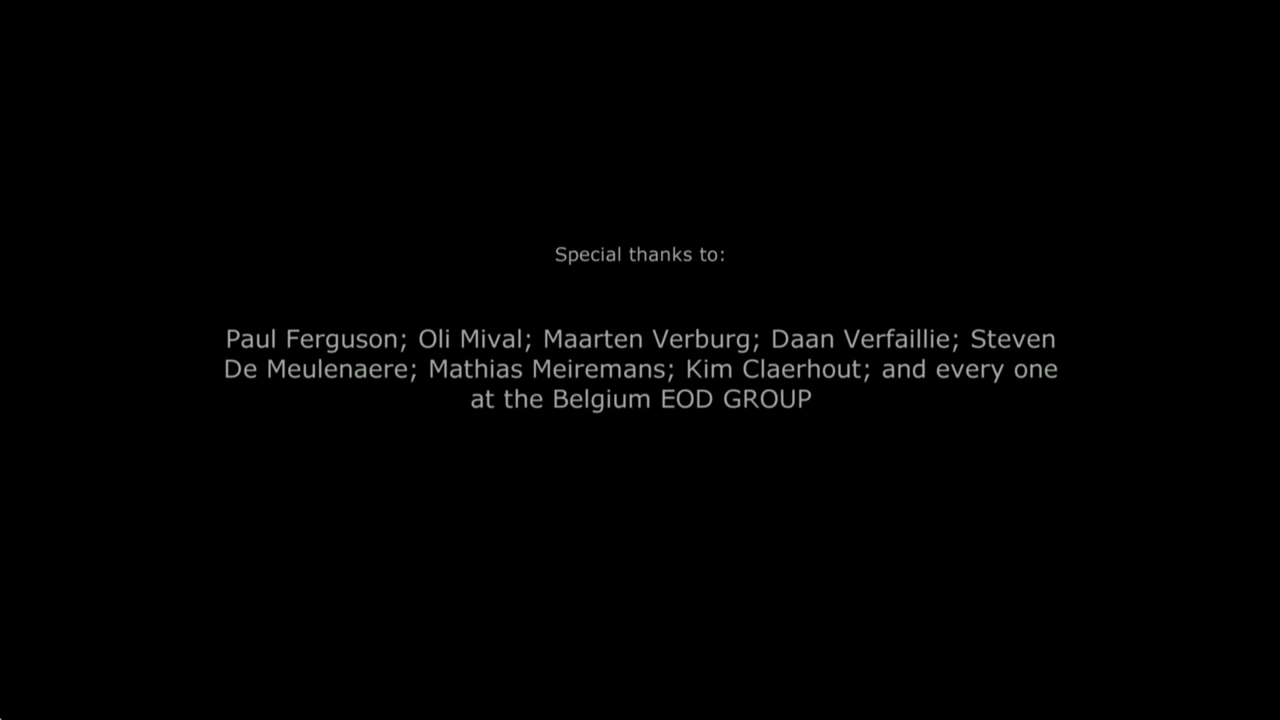 Special thanks to:
Paul Ferguson; Oli Mival; Maarten Verburg; Daan Verfaillie; Steven
De Meulenaere; Mathias Meiremans; Kim Claerhout; and every one
at the Belgium EOD GROUP